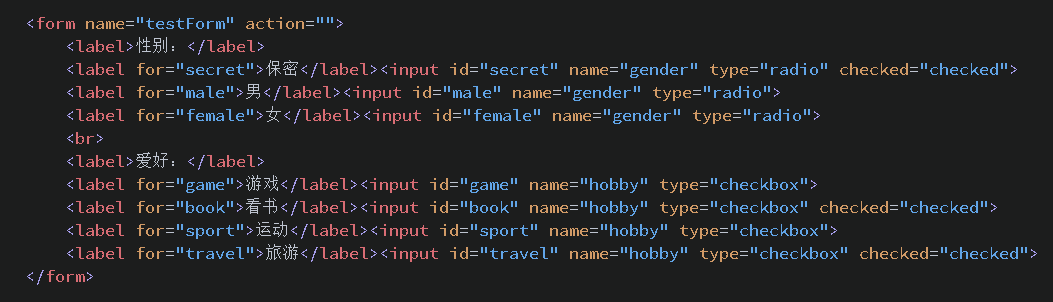 <form name="testForm" action="">
<label>性别：</label>
<label for="secret">保密</label><input id="secret" name="gender" type="radio" checked="checked">
<label for="male">男</label><input id="male" name="gender" type="radio">
<label for="female">女</label><input id="female" name="gender" type="radio">
<br>
<label>爱好：</label>
<label for="game">游戏</label><input id="game" name="hobby" type="checkbox">
<label for="book">看书</label><input id="book" name="hobby" type="checkbox" checked="checked">
<label for="sport">运动</label><input id="sport" name="hobby" type="checkbox">
<label for="travel">旅游</label><input id="travel" name="hobby" type="checkbox" checked="checked">
</form>